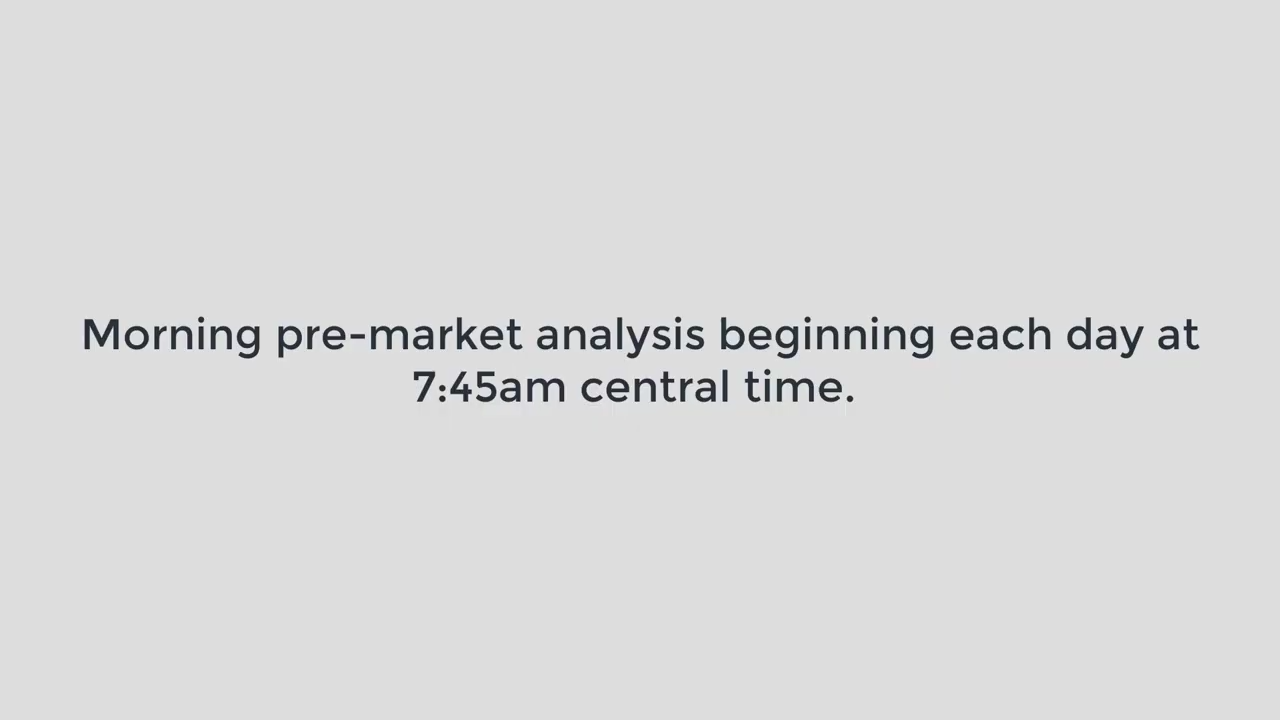 Morning pre-market analysis beginning each day at
7:45am central time.